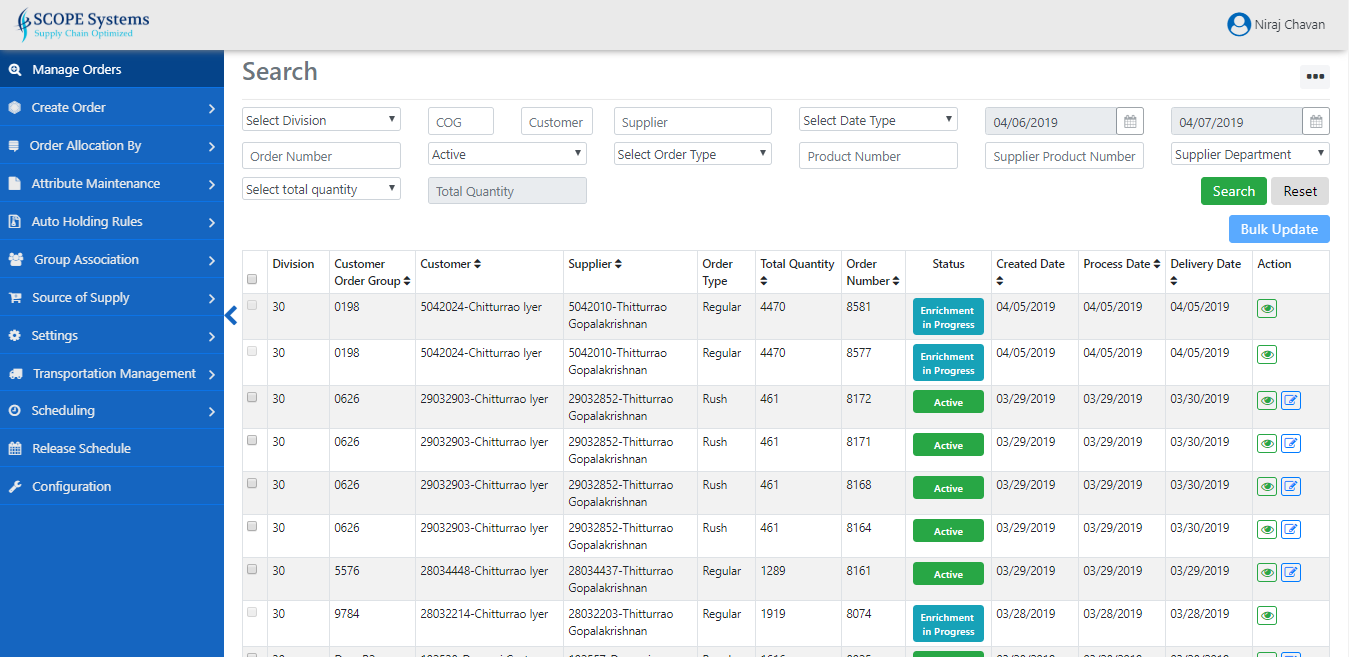 SCOPE Systems
Supply Chain Optimized
Niraj Chavan
Manage Orders
Create Order
Order Allocation By
Attribute Maintenance
Auto Holding Rules
Group Association
Source of Supply
Settings
Transportation Management
Scheduling
Release Schedule
Configuration
Search
Select Division COG Customer Supplier Select Date Type 04/06/2019 04/07/2019
Order Number Active Select Order Type Product Number Supplier Product Number Supplier Department
Select total quantity Total Quantity Search Reset
Bulk Update
Division Customer Order Group Customer Supplier Order Type Total Quantity Order Number Status Created Date Process Date Delivery Date Action
30 0198 5042024-Chitturrao Iyer 5042010-Thitturrao Gopalakrishnan Regular 4470 8581 Enrichment in Progress 04/05/2019 04/05/2019 04/05/2019
30 0198 5042024-Chitturrao Iyer 5042010-Thitturrao Gopalakrishnan Regular 4470 8577 Enrichment in Progress 04/05/2019 04/05/2019 04/05/2019
30 0626 29032903-Chitturrao Iyer 29032852-Thitturrao Gopalakrishnan Rush 461 8172 Active 03/29/2019 03/29/2019 03/30/2019
30 0626 29032903-Chitturrao Iyer 29032852-Thitturrao Gopalakrishnan Rush 461 8171 Active 03/29/2019 03/29/2019 03/30/2019
30 0626 29032903-Chitturrao Iyer 29032852-Thitturrao Gopalakrishnan Rush 461 8168 Active 03/29/2019 03/29/2019 03/30/2019
30 0626 29032903-Chitturrao Iyer 29032852-Thitturrao Gopalakrishnan Rush 461 8164 Active 03/29/2019 03/29/2019 03/30/2019
30 5576 28034448-Chitturrao Iyer 28034437-Thitturrao Gopalakrishnan Regular 1289 8161 Active 03/29/2019 03/29/2019 03/29/2019
30 9784 28032214-Chitturrao Iyer 28032203-Thitturrao Gopalakrishnan Regular 1919 8074 Enrichment in Progress 03/28/2019 03/28/2019 03/28/2019